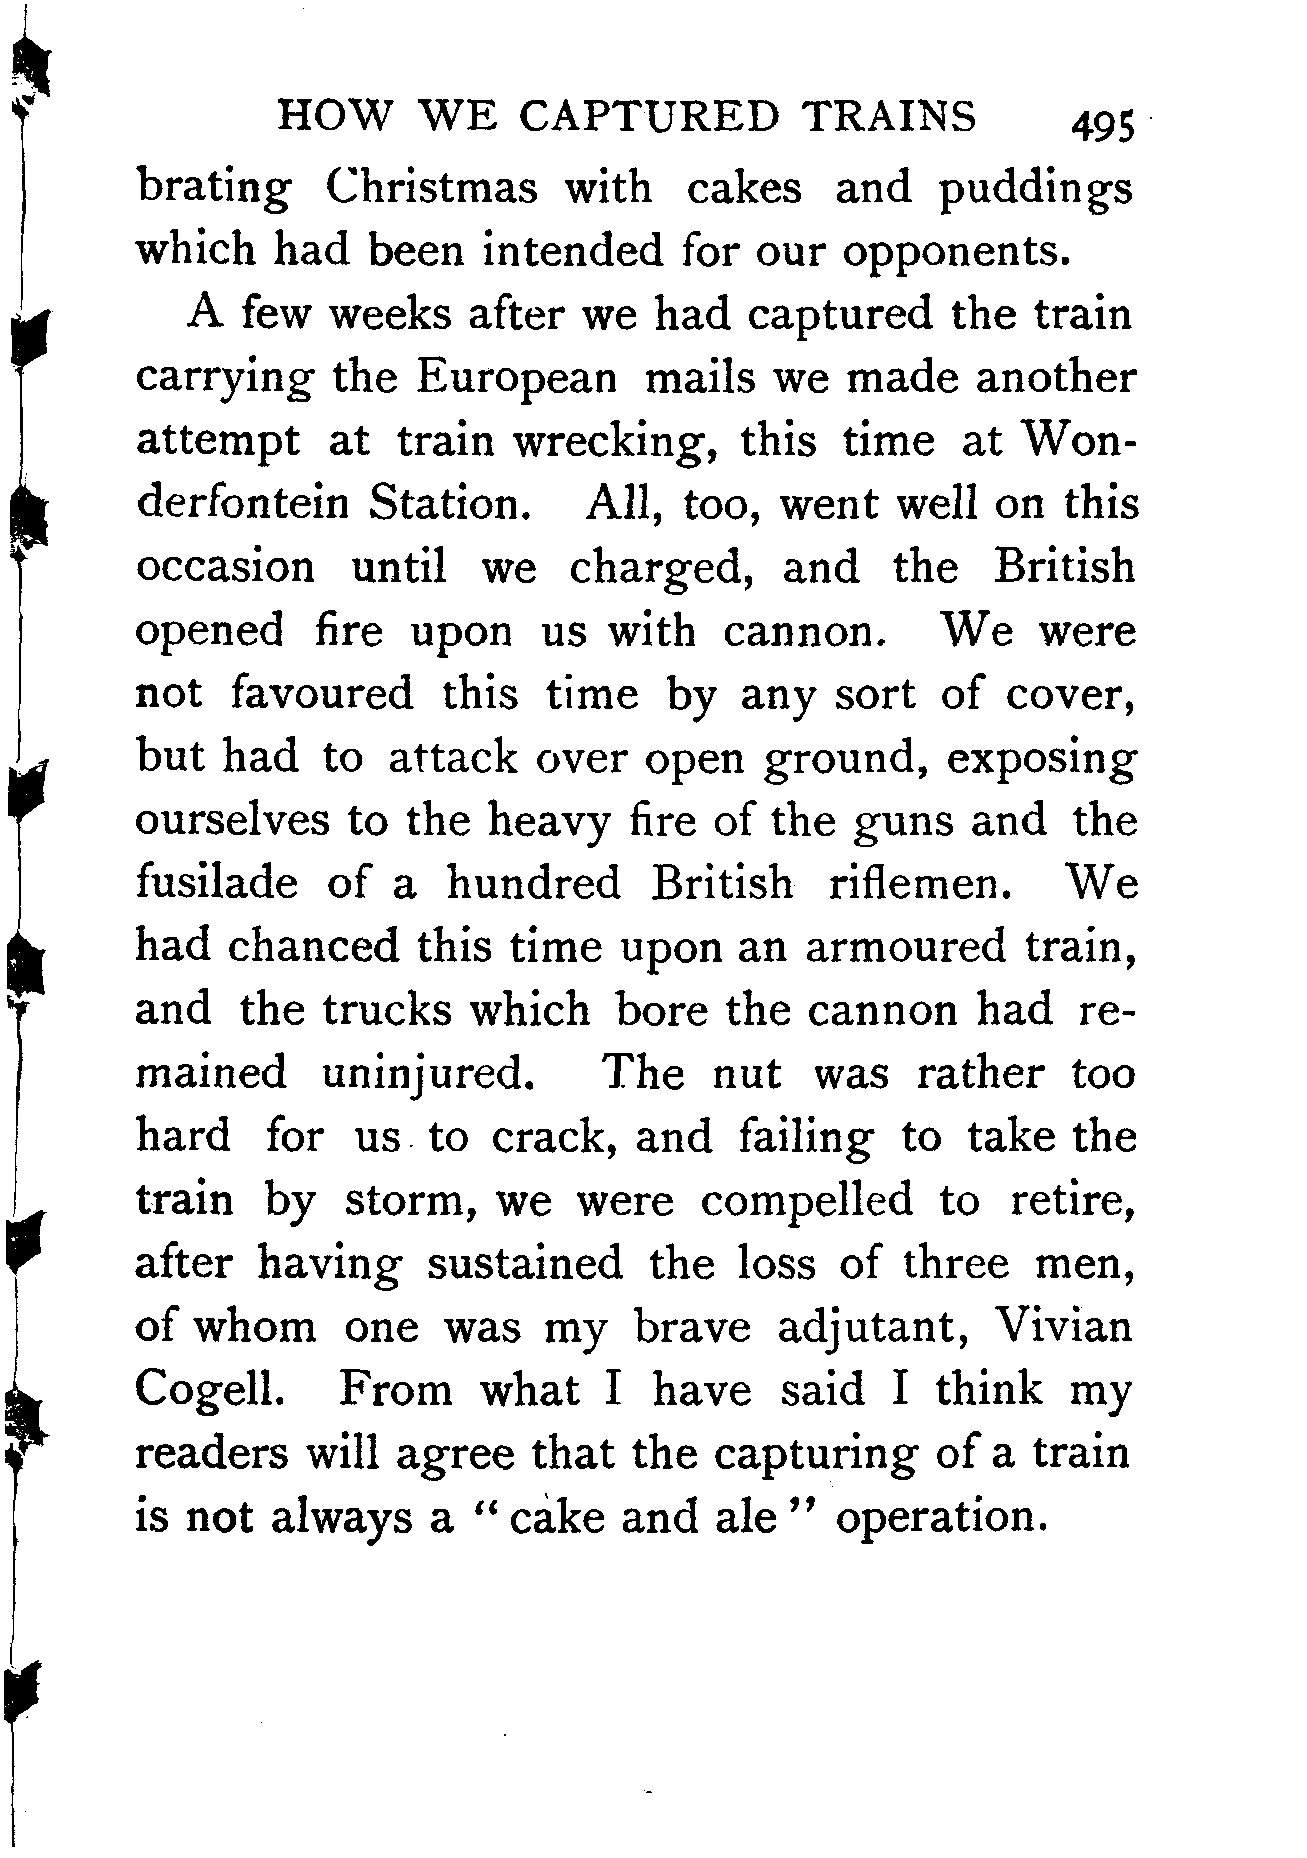 HOW WE CAPTURED TRAINS 495
brating Christmas with cakes and puddings
which had been intended for our opponents.
A few weeks after we had captured the train
carrying the European mails we made another
attempt at train wrecking, this time at Won-
derfontein Station. All, too, went well on this
occasion until we charged, and the British
opened fire upon us with cannon. We were
not favoured this time by any sort of cover,
but had to attack over open ground, exposing
ourselves to the heavy fire of the guns and the
fusilade of a hundred British riflemen. We
had chanced this time upon an armoured train,
and the trucks which bore the cannon had re-
mained uninjured. The nut was rather too
hard for us to crack, and failing to take the
train by storm, we were compelled to retire,
after having sustained the loss of three men,
of whom one was my brave adjutant, Vivian
Cogell. From what I have said I think my
readers will agree that the capturing of a train
is not always a “ cake and ale ” operation.